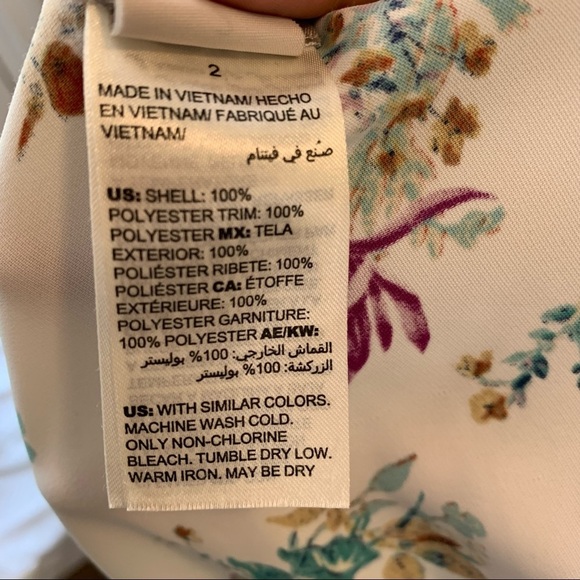 2
MADE IN VIETNAM/ HECHO
EN VIETNAM/ FABRIQUÉ AU
VIETNAM/
صُنع في فيتنام
US: SHELL: 100%
POLYESTER TRIM: 100%
POLYESTER MX: TELA
EXTERIOR: 100%
POLIÉSTER RIBETE: 100%
POLIÉSTER CA: ÉTOFFE
EXTÉRIEURE: 100%
POLYESTER GARNITURE:
100% POLYESTER AE/KW:
القماش الخارجي: 100% بوليستر
الزركشة: 100% بوليستر
US: WITH SIMILAR COLORS.
MACHINE WASH COLD.
ONLY NON-CHLORINE
BLEACH. TUMBLE DRY LOW.
WARM IRON. MAY BE DRY